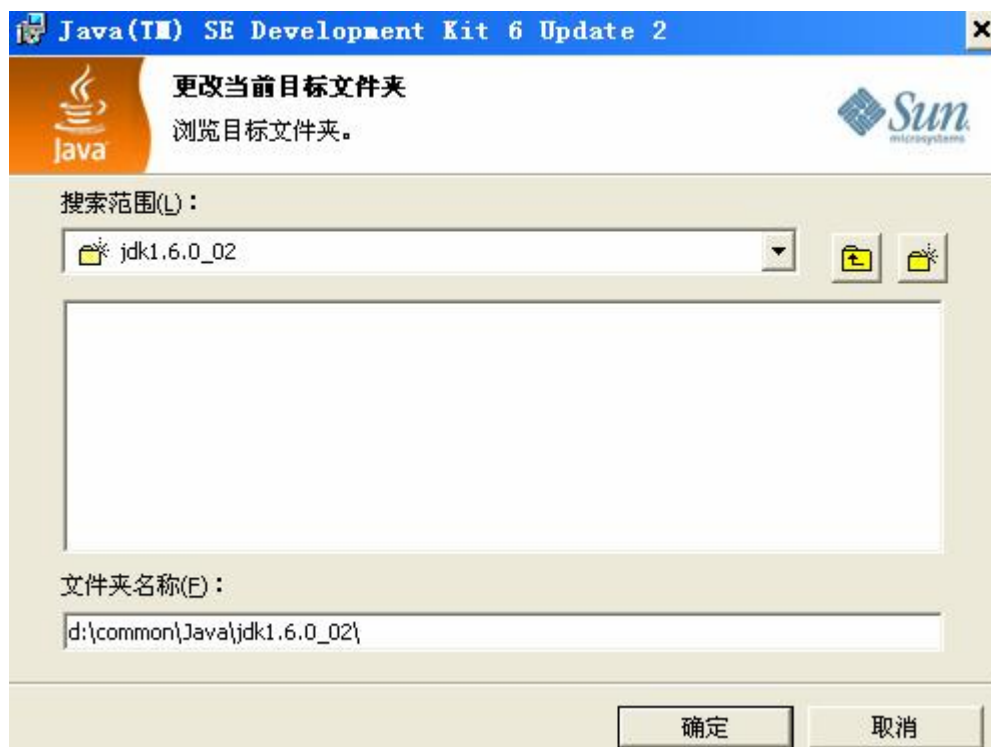 Java(TM) SE Development Kit 6 Update 2
更改当前目标文件夹
浏览目标文件夹。
Java
Sun
microsystems
搜索范围(L)：
jdk1.6.0_02
文件夹名称(F)：
d:\common\Java\jdk1.6.0_02\
确定
取消